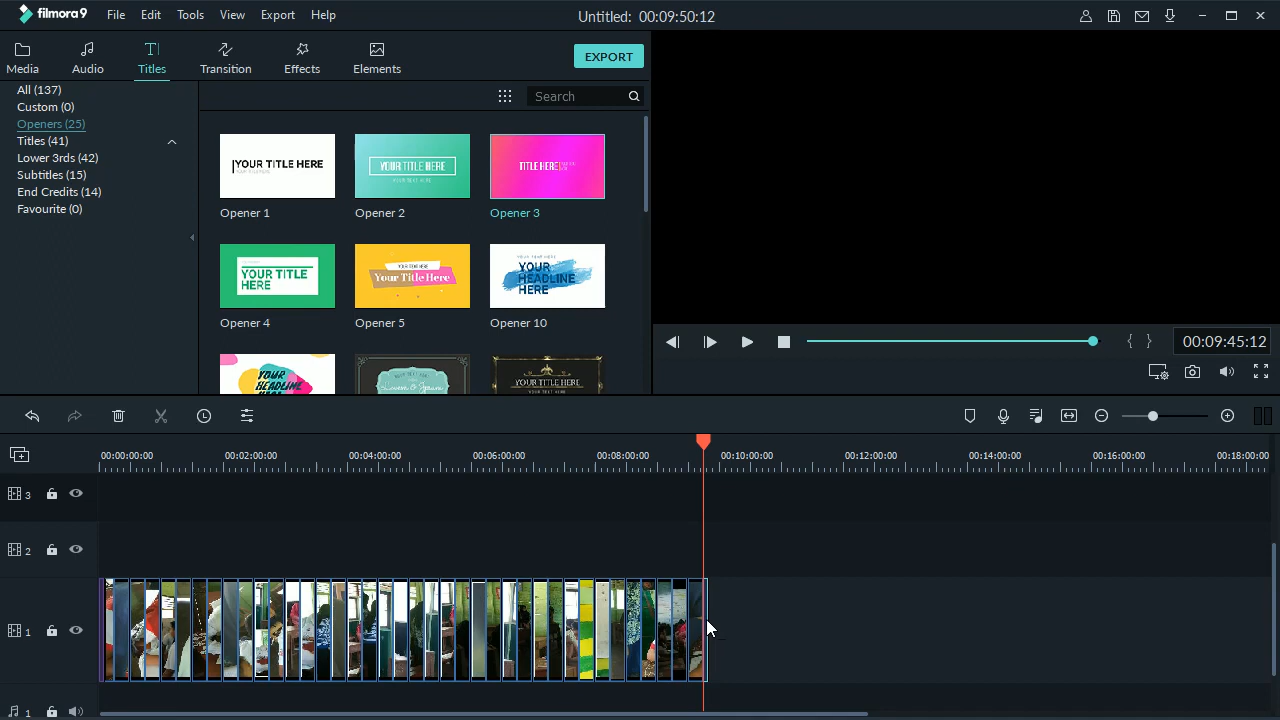 filmora9 File Edit Tools View Export Help Untitled: 00:09:50:12
Media Audio Titles Transition Effects Elements EXPORT
All (137)
Custom (0)
Openers (25)
Titles (41)
Lower 3rds (42)
Subtitles (15)
End Credits (14)
Favourite (0)
Search
YOUR TITLE HERE
YOUR TITLE HERE
TITLE HERE
Opener 1 Opener 2 Opener 3
YOUR TITLE
HERE
YOUR TEXT HERE
Your Title Here
YOUR TEXT HERE
YOUR
HEADLINE
HERE
Opener 4 Opener 5 Opener 10
YOUR
HEADLINE
YOUR TITLE HERE
00:09:45:12
00:00:00:00 00:02:00:00 00:04:00:00 00:06:00:00 00:08:00:00 00:10:00:00 00:12:00:00 00:14:00:00 00:16:00:00 00:18:00:00
3
2
1
1